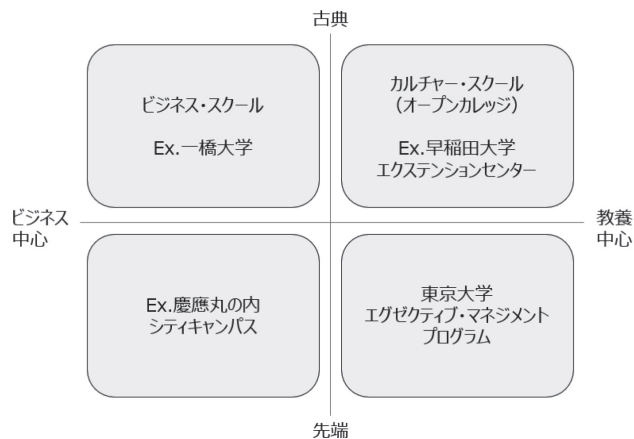 古典
ビジネス・スクール
Ex.一橋大学
カルチャー・スクール
（オープンカレッジ）
Ex.早稲田大学
エクステンションセンター
ビジネス
中心
教養
中心
Ex.慶應丸の内
シティキャンパス
東京大学
エグゼクティブ・マネジメント
プログラム
先端